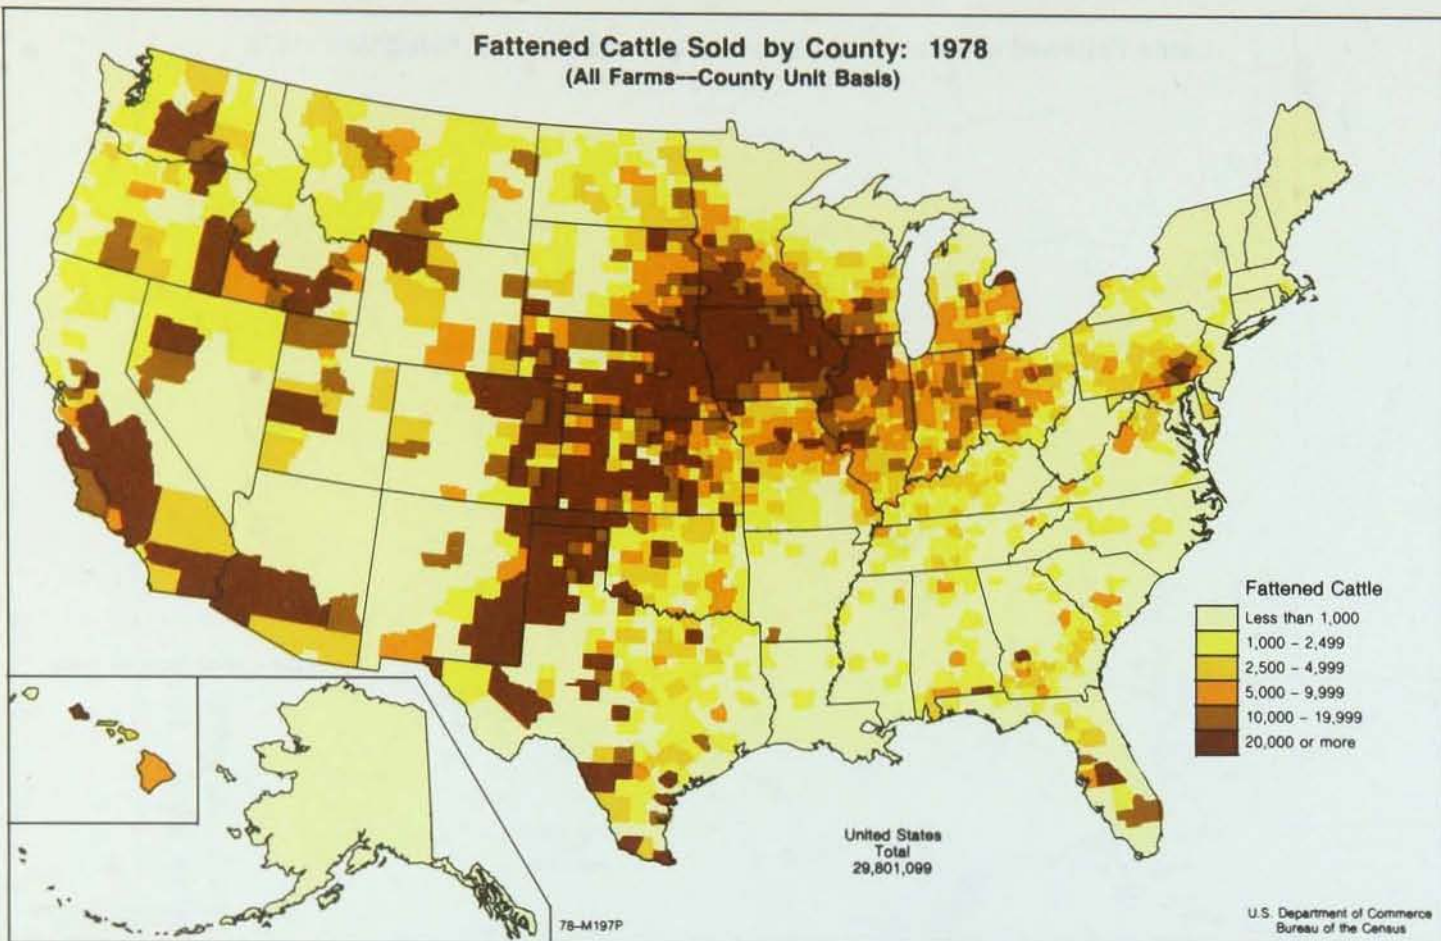 Fattened Cattle Sold by County: 1978
(All Farms--County Unit Basis)
Fattened Cattle
Less than 1,000
1,000 - 2,499
2,500 - 4,999
5,000 - 9,999
10,000 - 19,999
20,000 or more
United States
Total
29,801,099
78-M197P
U.S. Department of Commerce
Bureau of the Census